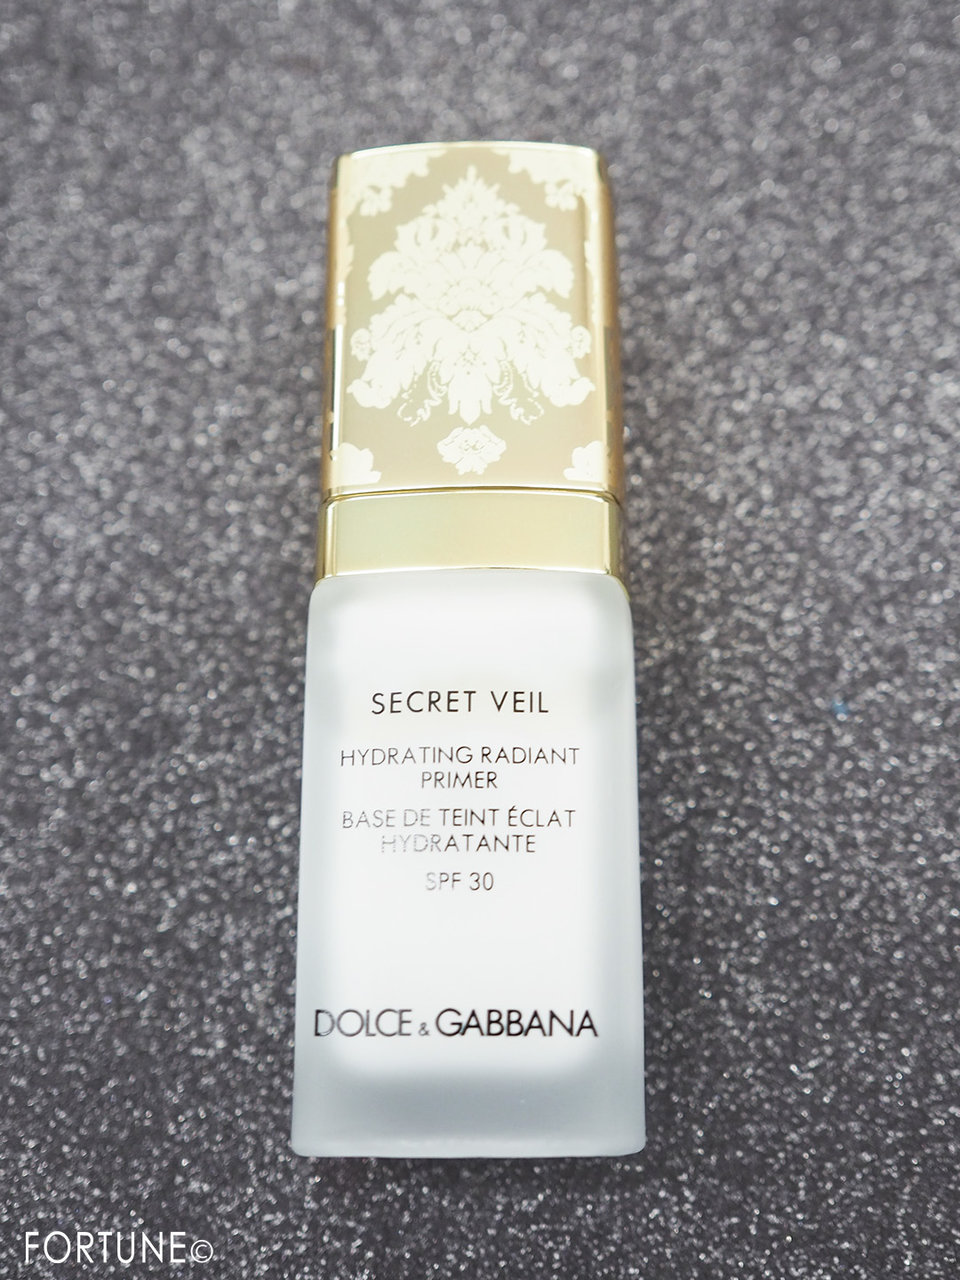 SECRET VEIL
HYDRATING RADIANT
PRIMER
BASE DE TEINT ÉCLAT
HYDRATANTE
SPF 30
DOLCE & GABBANA
FORTUNE©